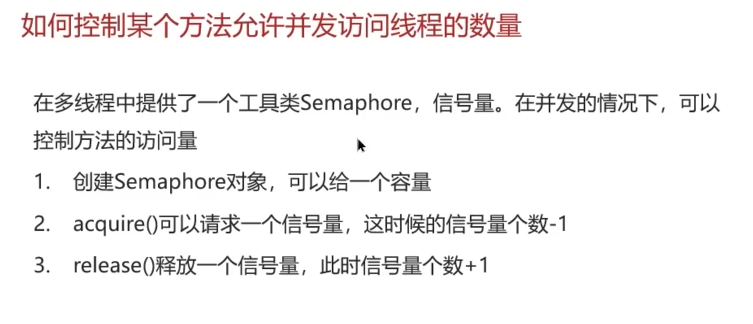 如何控制某个方法允许并发访问线程的数量
在多线程中提供了一个工具类Semaphore，信号量。在并发的情况下，可以
控制方法的访问量
1. 创建Semaphore对象，可以给一个容量
2. acquire()可以请求一个信号量，这时候的信号量个数-1
3. release()释放一个信号量，此时信号量个数+1